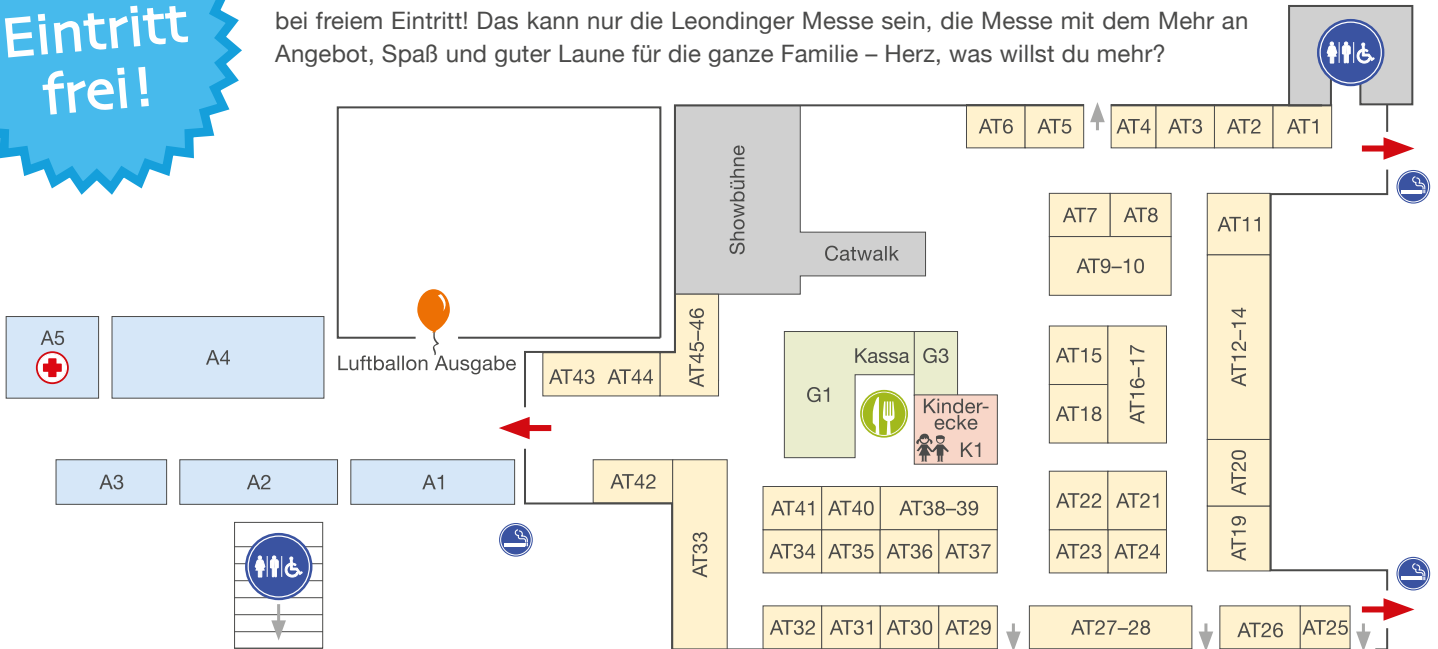 Eintritt
frei!
bei freiem Eintritt! Das kann nur die Leondinger Messe sein, die Messe mit dem Mehr an
Angebot, Spaß und guter Laune für die ganze Familie – Herz, was willst du mehr?
AT6 AT5 AT4 AT3 AT2 AT1
Showbühne
Catwalk
AT7 AT8
AT9–10
AT11
AT12–14
A5
A4
Luftballon Ausgabe
AT43 AT44
AT45–46
Kassa
G3
G1
Kinder-
ecke
K1
AT15
AT16–17
AT18
A3 A2 A1
AT42
AT33
AT41 AT40 AT38–39
AT34 AT35 AT36 AT37
AT22 AT21
AT23 AT24
AT20
AT19
AT32 AT31 AT30 AT29
AT27–28
AT26 AT25